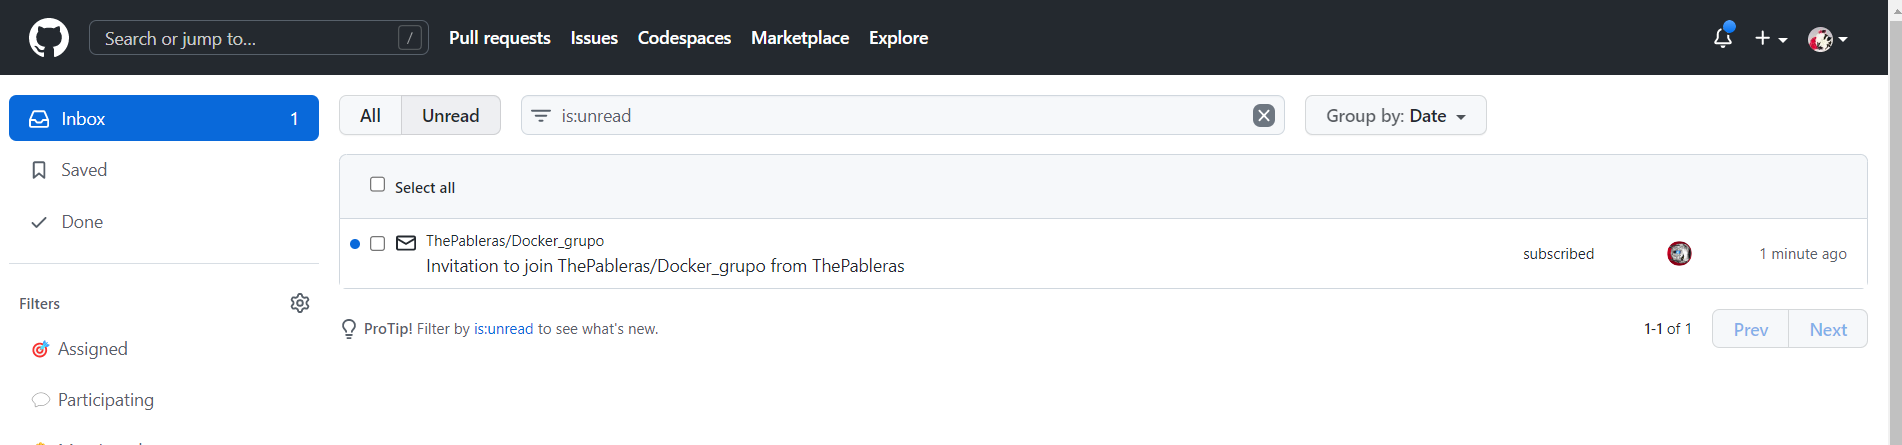 Search or jump to... /
Pull requests Issues Codespaces Marketplace Explore
Inbox 1
Saved
Done
Filters
Assigned
Participating
All Unread
is:unread
Group by: Date
Select all
ThePableras/Docker_grupo
Invitation to join ThePableras/Docker_grupo from ThePableras
subscribed
1 minute ago
ProTip! Filter by is:unread to see what's new.
1-1 of 1
Prev Next